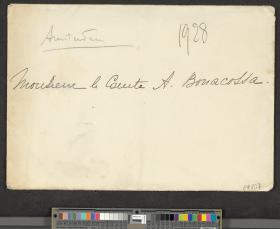 Amsterdam
1928
Monsieur le Comte A. Bonacossa.